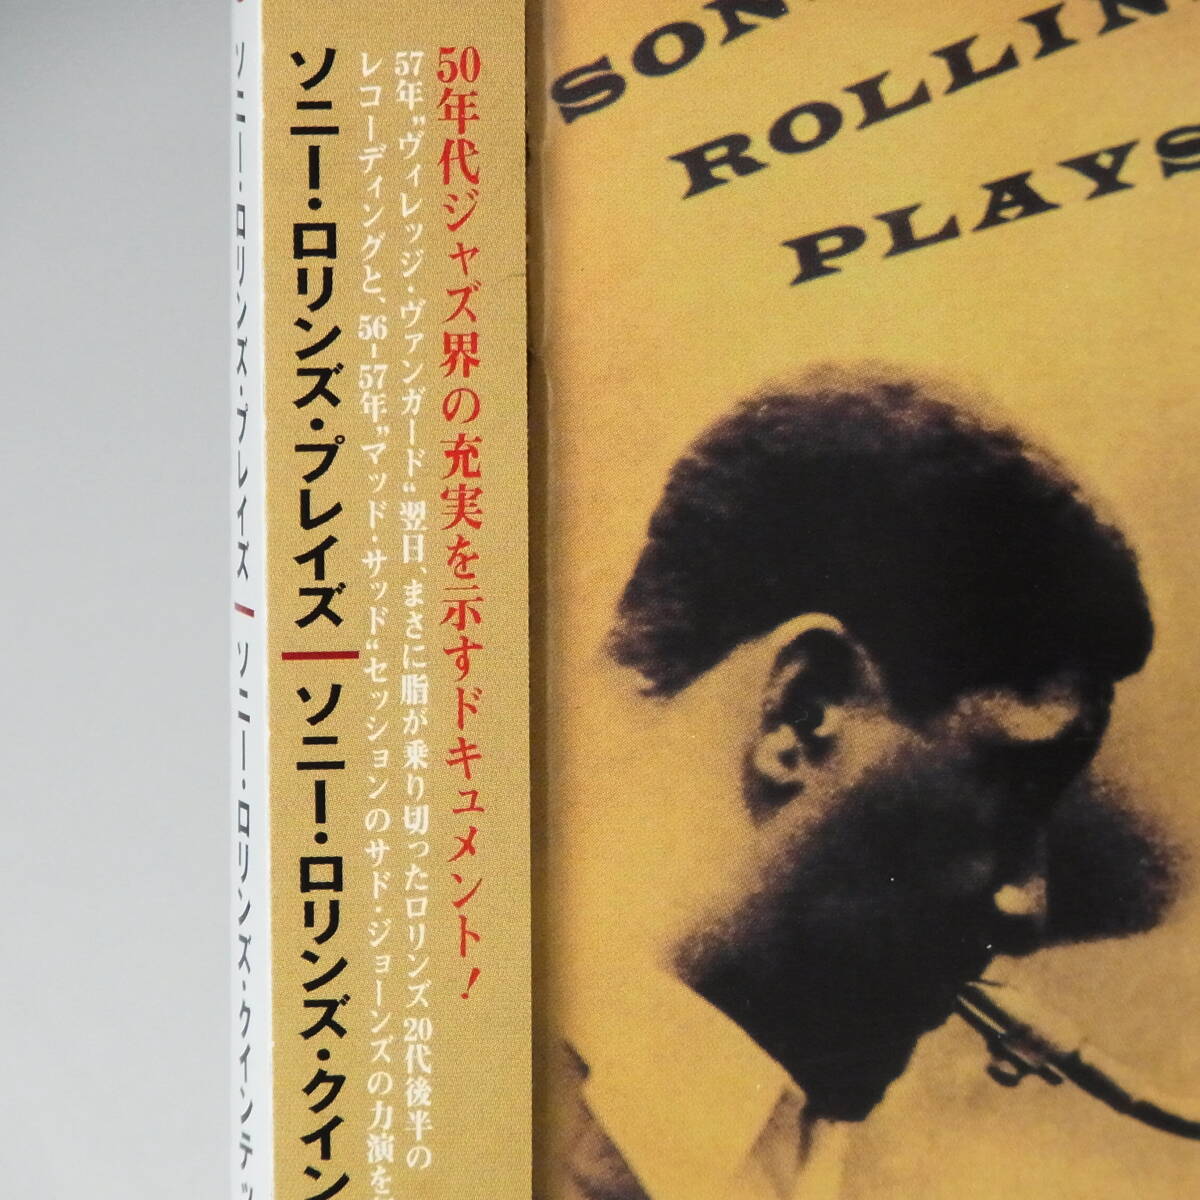 ソニー・ロリンズ・プレイズ ソニー・ロリンズ・クインテッ
ソニー・ロリンズ・プレイズ ソニー・ロリンズ・クイン
50年代ジャズ界の充実を示すドキュメント!
57年"ヴィレッジ・ヴァンガード"翌日、まさに脂が乗り切ったロリンズ20代後半の
レコーディングと、56-57年"マッド・サッド"セッションのサド・ジョーンズの力演を
SON
ROLLIN
PLAYS